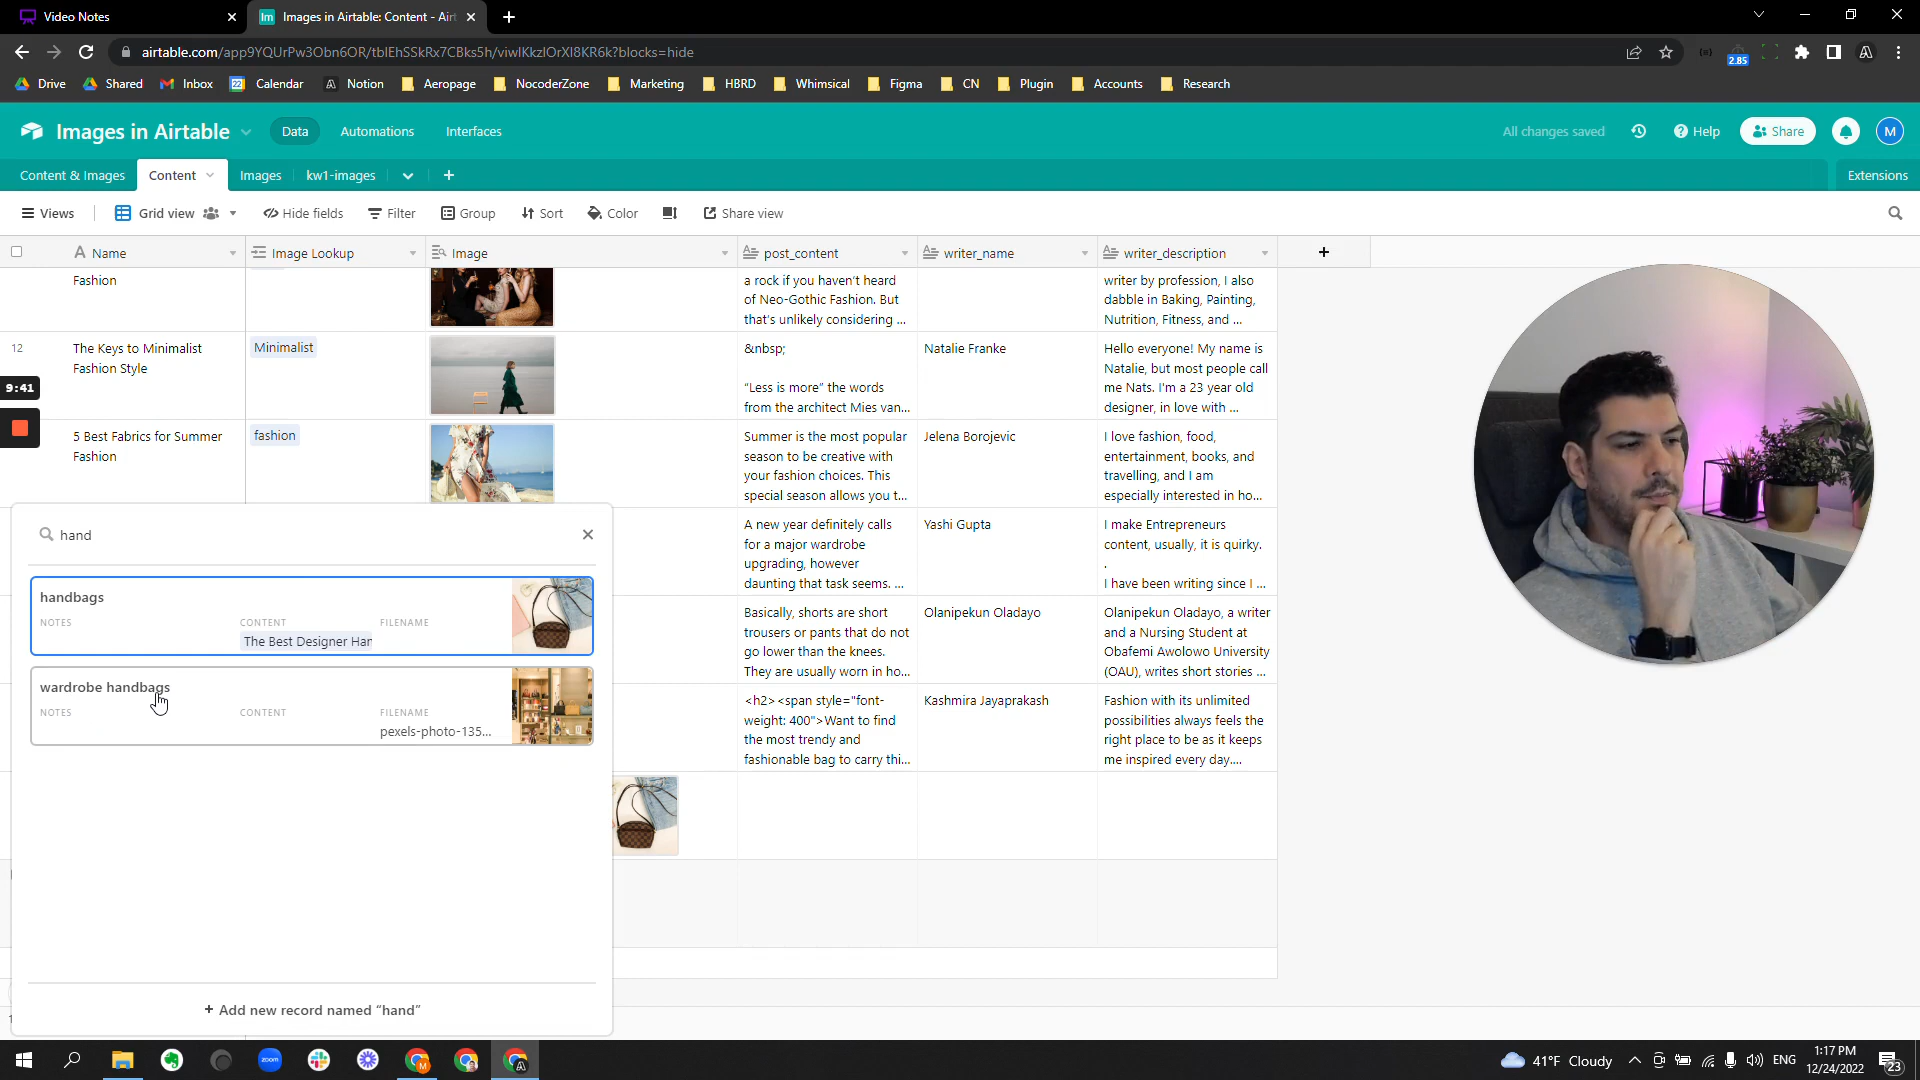 Video Notes
Images in Airtable: Content - Airt
airtable.com/app9YQUrPw3Obn6OR/tblEhSSkRx7CBks5h/viwlKkzlOrXl8KR6k?blocks=hide
2.85
Drive
Shared
Inbox
22
Calendar
Notion
Aeropage
NocoderZone
Marketing
HBRD
Whimsical
Figma
CN
Plugin
Accounts
Research
Im
Images in Airtable
Data
Automations
Interfaces
All changes saved
Help
Share
M
Content & Images
Content
Images
kw1-images
Extensions
Views
Grid view
Hide fields
Filter
Group
Sort
Color
Share view
Name
Image Lookup
Image
post_content
writer_name
writer_description
Fashion
a rock if you haven't heard
of Neo-Gothic Fashion. But
that's unlikely considering ...
writer by profession, I also
dabble in Baking, Painting,
Nutrition, Fitness, and ...
12
The Keys to Minimalist
Fashion Style
Minimalist
&nbsp;
“Less is more” the words
from the architect Mies van...
Natalie Franke
Hello everyone! My name is
Natalie, but most people call
me Nats. I'm a 23 year old
designer, in love with ...
9:41
5 Best Fabrics for Summer
Fashion
fashion
Summer is the most popular
season to be creative with
your fashion choices. This
special season allows you t...
Jelena Borojevic
I love fashion, food,
entertainment, books, and
travelling, and I am
especially interested in ho...
A new year definitely calls
for a major wardrobe
upgrading, however
daunting that task seems. ...
Yashi Gupta
I make Entrepreneurs
content, usually, it is quirky.
.
I have been writing since I ...
Basically, shorts are short
trousers or pants that do not
go lower than the knees.
They are usually worn in ho...
Olanipekun Oladayo
Olanipekun Oladayo, a writer
and a Nursing Student at
Obafemi Awolowo University
(OAU), writes short stories ...
<h2><span style="font-
weight: 400">Want to find
the most trendy and
fashionable bag to carry thi...
Kashmira Jayaprakash
Fashion with its unlimited
possibilities always feels the
right place to be as it keeps
me inspired every day....
hand
handbags
NOTES
CONTENT
FILENAME
The Best Designer Han
wardrobe handbags
NOTES
CONTENT
FILENAME
pexels-photo-135...
+ Add new record named “hand”
zoom
41°F Cloudy
ENG
1:17 PM
12/24/2022
23